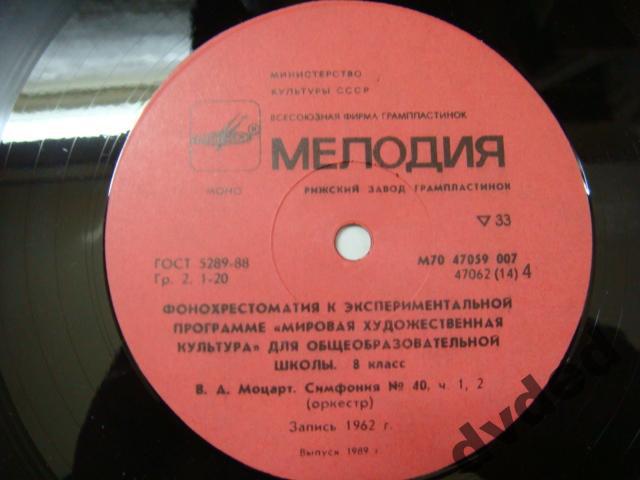 МИНИСТЕРСТВО
КУЛЬТУРЫ СССР
ВСЕСОЮЗНАЯ ФИРМА ГРАМПЛАСТИНОК
МЕЛОДИЯ
МОНО
РИЖСКИЙ ЗАВОД ГРАМПЛАСТИНОК
▽ 33
ГОСТ 5289-88
Гр. 2. 1-20
М70 47059 007
47062 (14) 4
ФОНОХРЕСТОМАТИЯ К ЭКСПЕРИМЕНТАЛЬНОЙ
ПРОГРАММЕ «МИРОВАЯ ХУДОЖЕСТВЕННАЯ
КУЛЬТУРА» ДЛЯ ОБЩЕОБРАЗОВАТЕЛЬНОЙ
ШКОЛЫ. 8 класс
В. А. Моцарт. Симфония № 40, ч. 1, 2
(оркестр)
Запись 1962 г.
Выпуск 1989 г
dvded